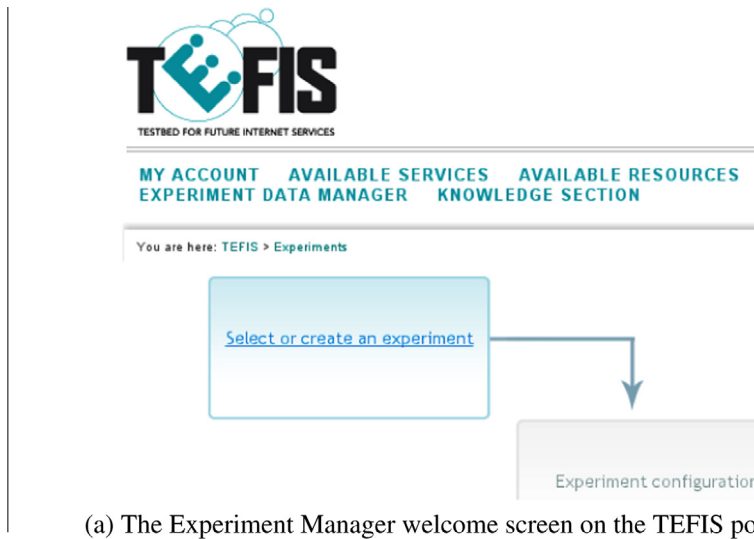 TEFIS
TESTBED FOR FUTURE INTERNET SERVICES
MY ACCOUNT AVAILABLE SERVICES AVAILABLE RESOURCES
EXPERIMENT DATA MANAGER KNOWLEDGE SECTION
You are here: TEFIS > Experiments
Select or create an experiment
Experiment configuration
(a) The Experiment Manager welcome screen on the TEFIS po